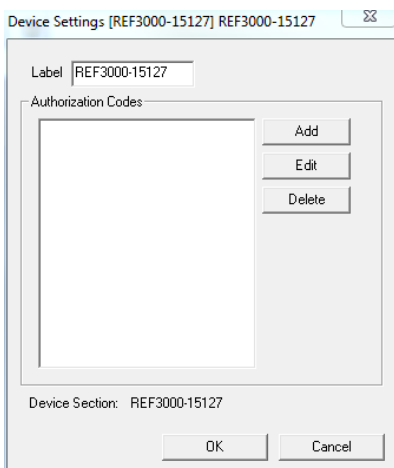 Device Settings [REF3000-15127] REF3000-15127
Label REF3000-15127
Authorization Codes
Add
Edit
Delete
Device Section: REF3000-15127
OK Cancel